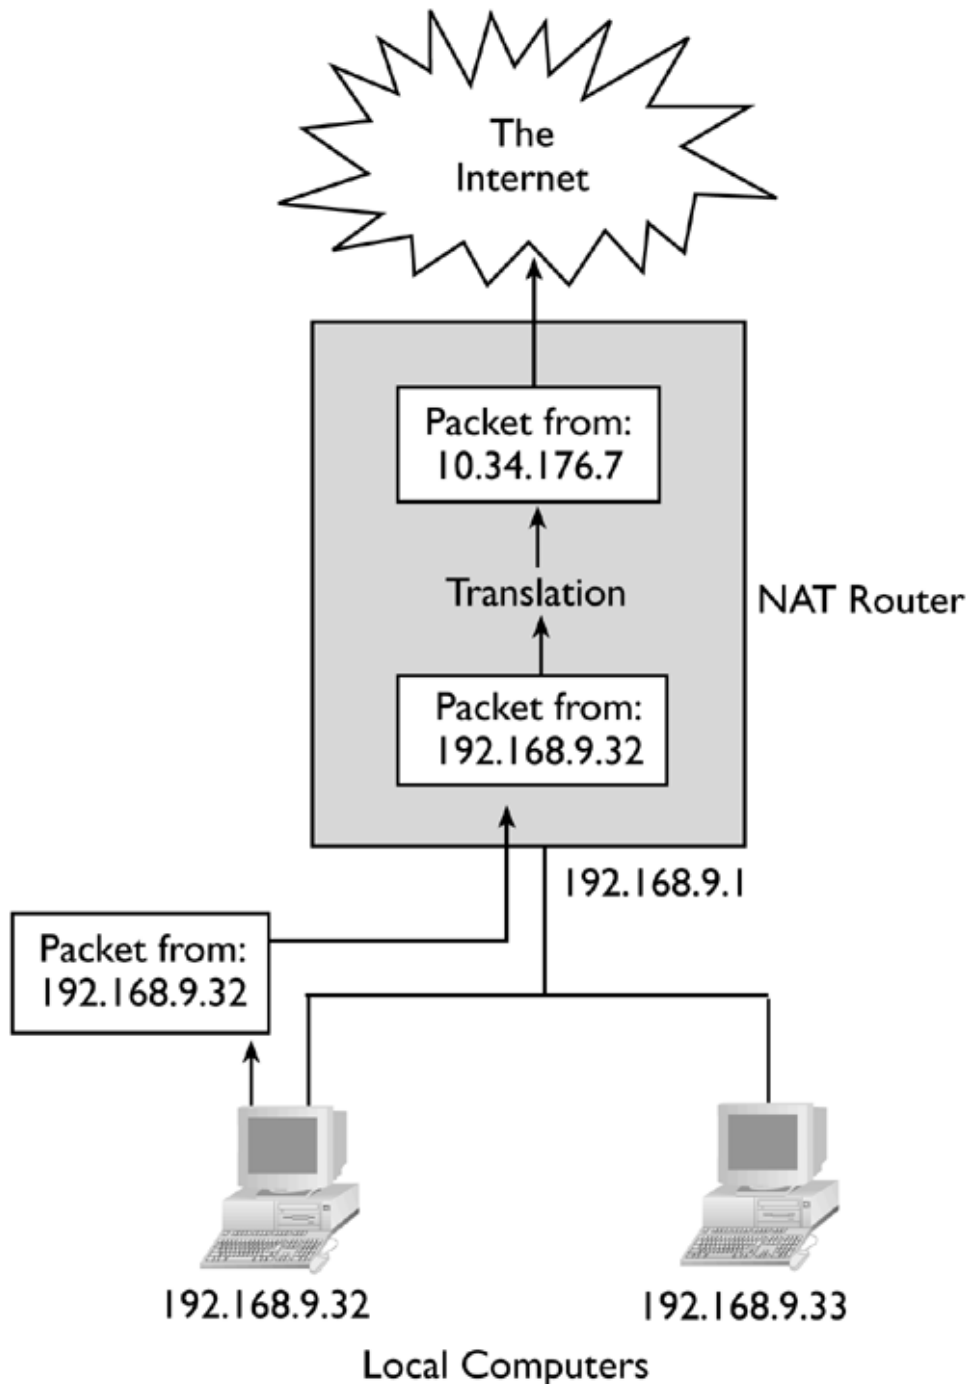 The
Internet
Packet from:
10.34.176.7
Translation
NAT Router
Packet from:
192.168.9.32
192.168.9.1
Packet from:
192.168.9.32
192.168.9.32
192.168.9.33
Local Computers